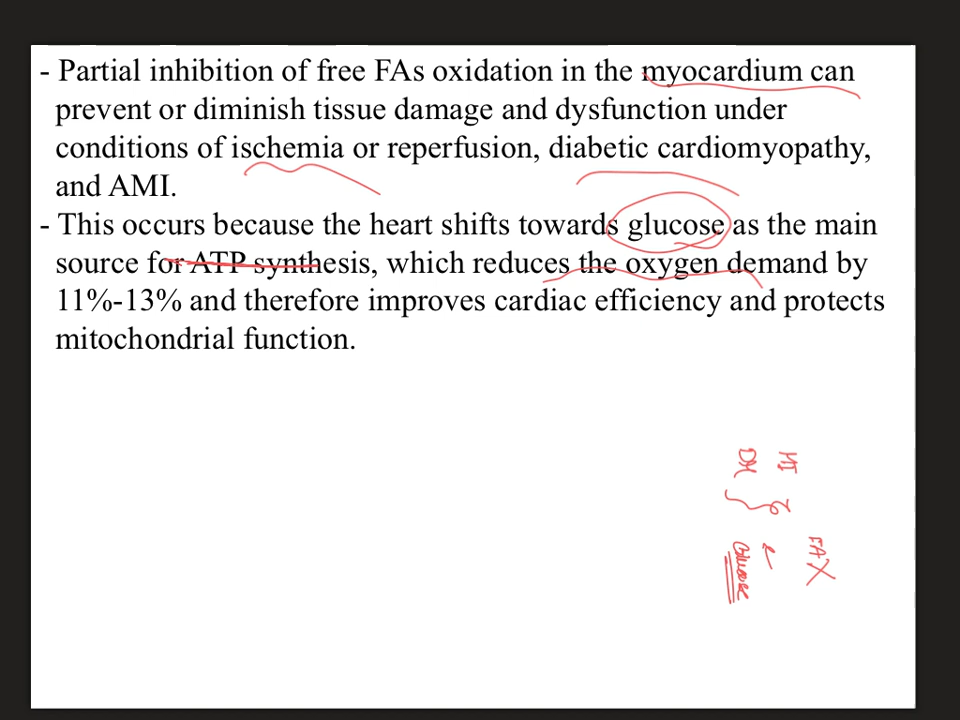 - Partial inhibition of free FAs oxidation in the myocardium can
prevent or diminish tissue damage and dysfunction under
conditions of ischemia or reperfusion, diabetic cardiomyopathy,
and AMI.
- This occurs because the heart shifts towards glucose as the main
source for ATP synthesis, which reduces the oxygen demand by
11%-13% and therefore improves cardiac efficiency and protects
mitochondrial function.
MI
DM
FA
Glucose